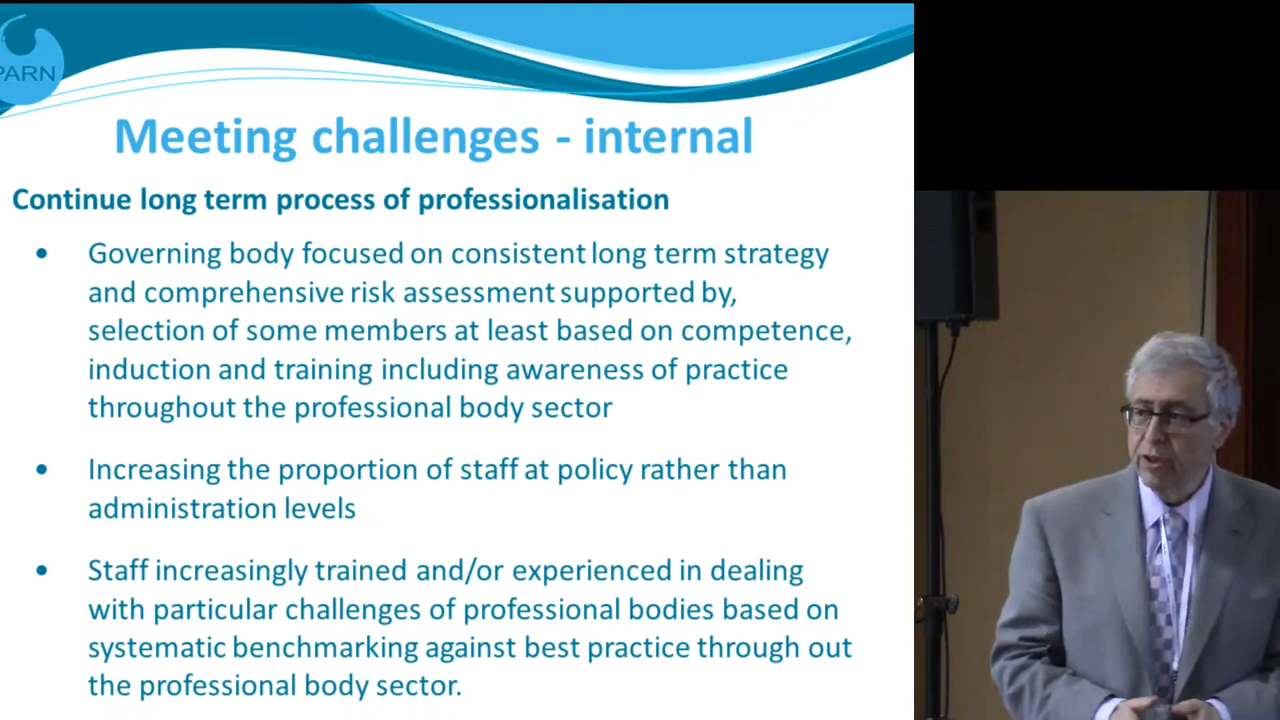 PARN
Meeting challenges - internal
Continue long term process of professionalisation
• Governing body focused on consistent long term strategy
and comprehensive risk assessment supported by,
selection of some members at least based on competence,
induction and training including awareness of practice
throughout the professional body sector
• Increasing the proportion of staff at policy rather than
administration levels
• Staff increasingly trained and/or experienced in dealing
with particular challenges of professional bodies based on
systematic benchmarking against best practice through out
the professional body sector.